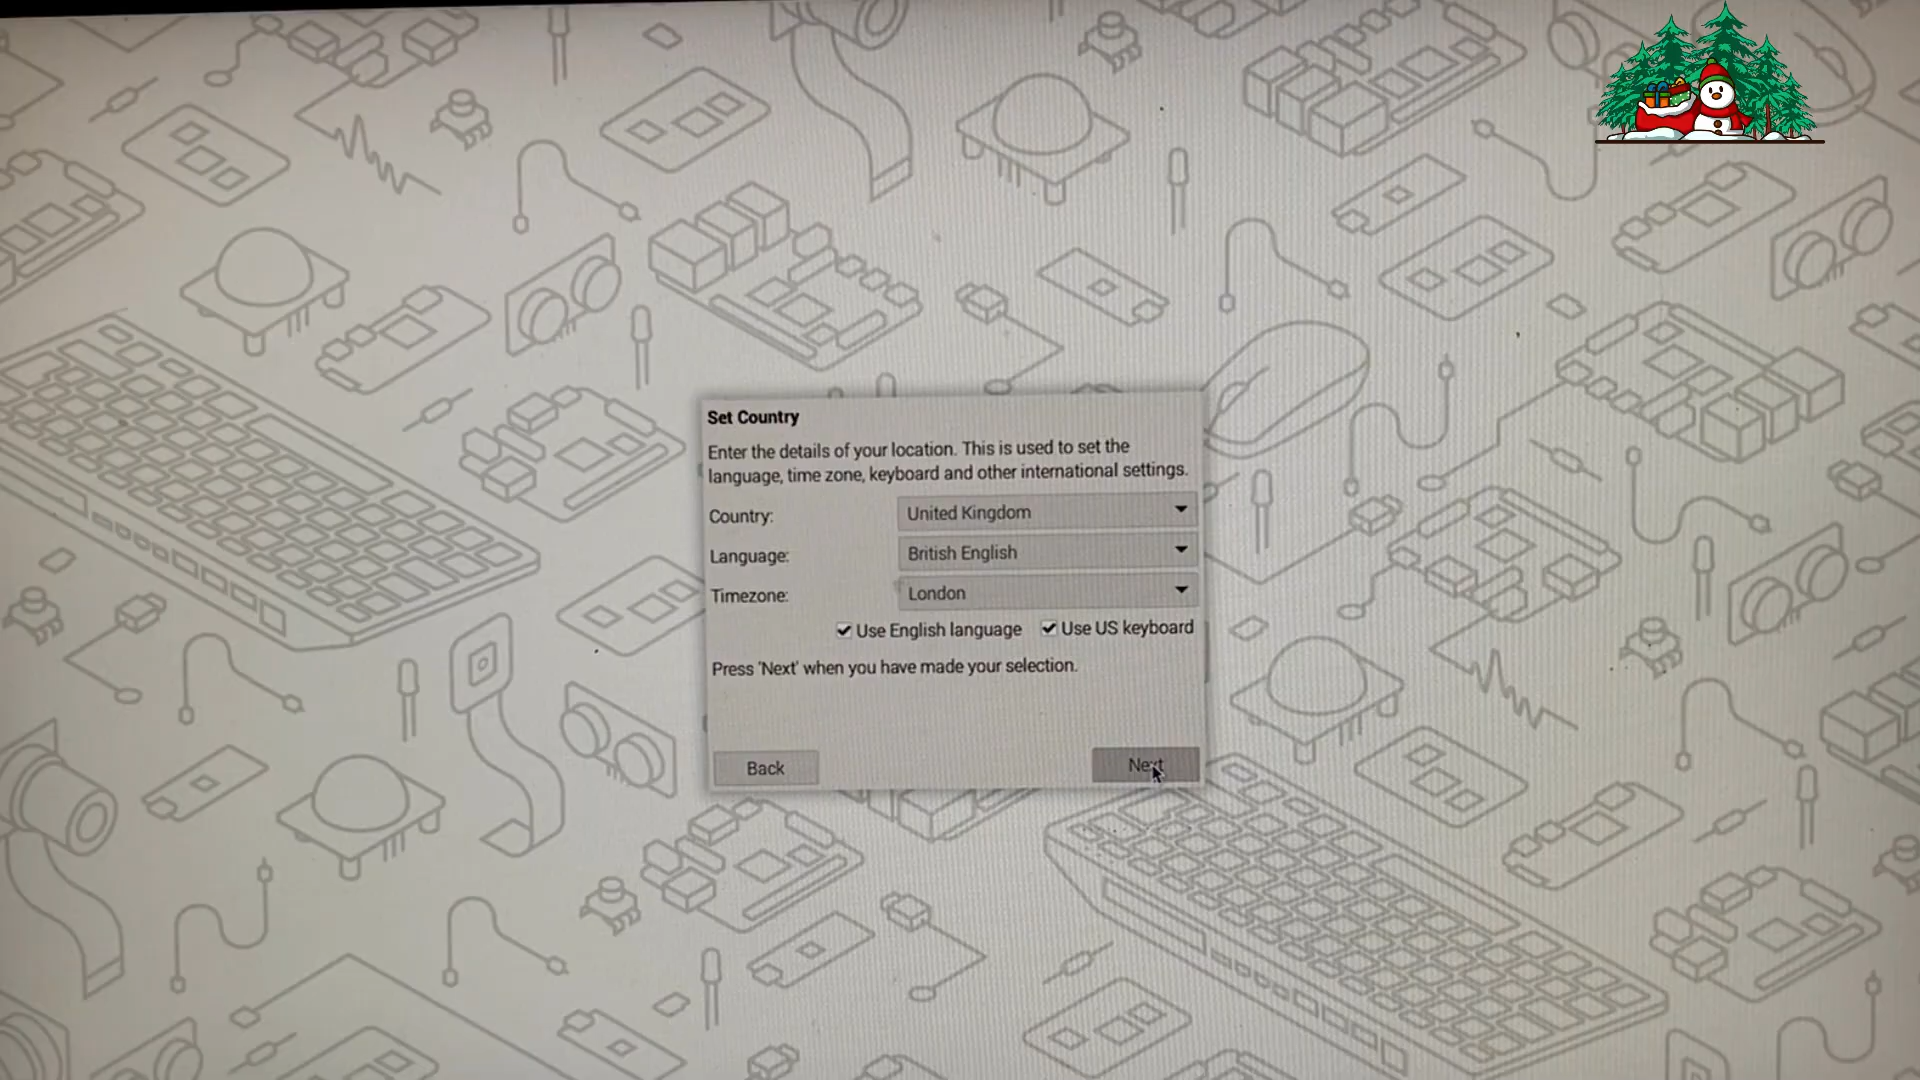 Set Country
Enter the details of your location. This is used to set the
language, time zone, keyboard and other international settings.
Country: United Kingdom
Language: British English
Timezone: London
Use English language Use US keyboard
Press 'Next' when you have made your selection.
Back Next